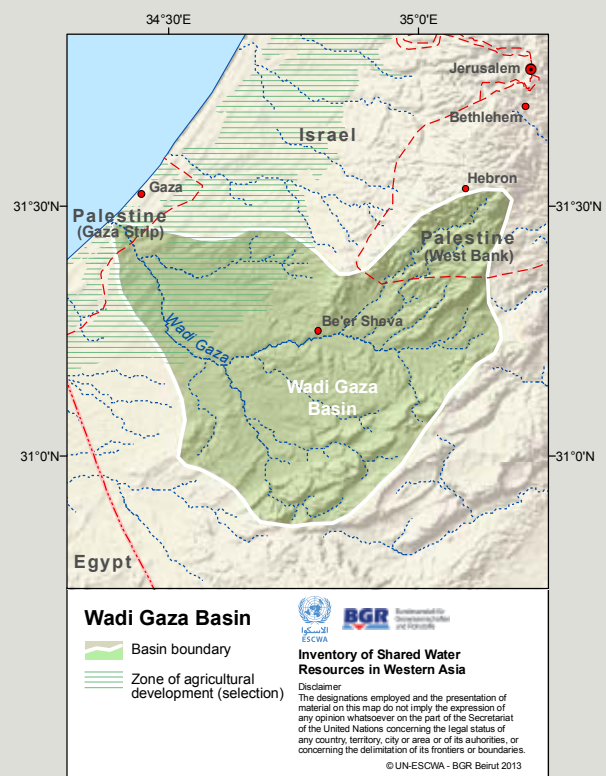 34°30'E
35°0'E
Jerusalem
Bethlehem
Israel
Hebron
Gaza
31°30'N
31°30'N
Palestine
(Gaza Strip)
Palestine
(West Bank)
Be'er Sheva
Wadi Gaza
Wadi Gaza
Basin
31°0'N
31°0'N
Egypt
Wadi Gaza Basin
Basin boundary
Zone of agricultural
development (selection)
الاسكوا
ESCWA
BGR
Bundesanstalt für
Geowissenschaften
und Rohstoffe
Inventory of Shared Water
Resources in Western Asia
Disclaimer
The designations employed and the presentation of
material on this map do not imply the expression of
any opinion whatsoever on the part of the Secretariat
of the United Nations concerning the legal status of
any country, territory, city or area or of its auhorities, or
concerning the delimitation of its frontiers or boundaries.
© UN-ESCWA - BGR Beirut 2013